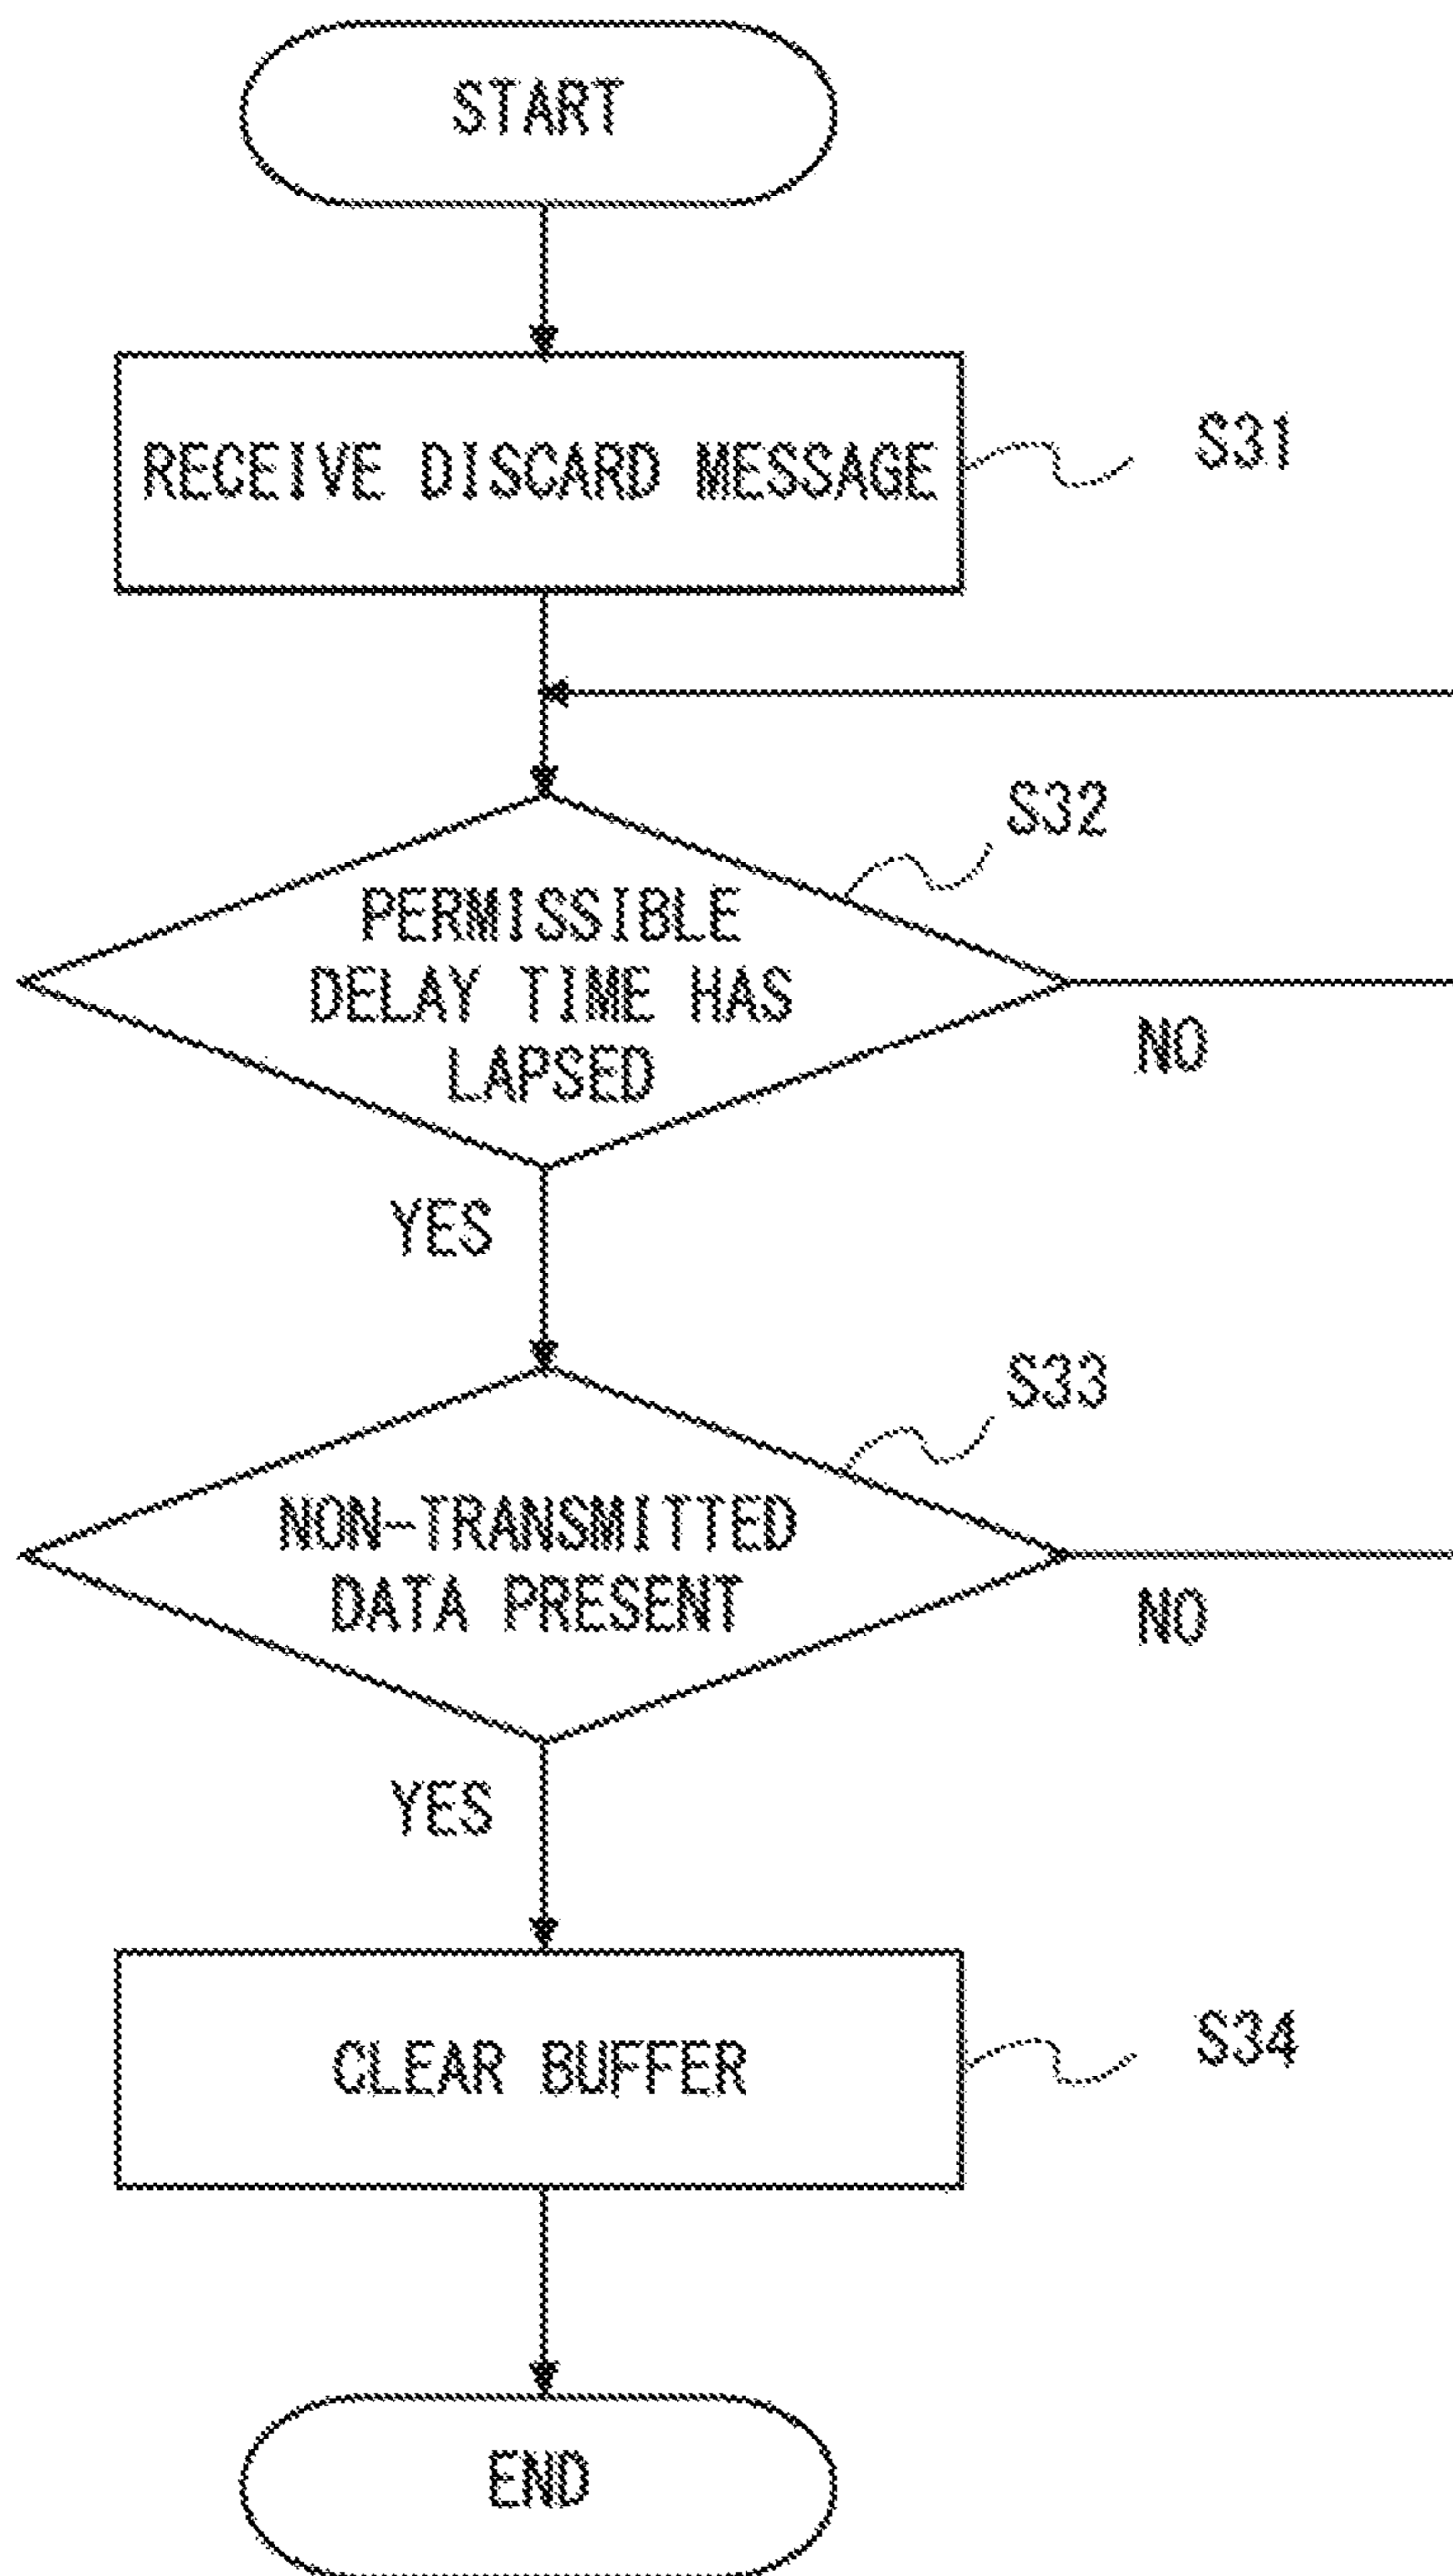 START
RECEIVE DISCARD MESSAGE
S31
S32
PERMISSIBLE
DELAY TIME HAS
LAPSED
NO
YES
S33
NON-TRANSMITTED
DATA PRESENT
NO
YES
CLEAR BUFFER
S34
END